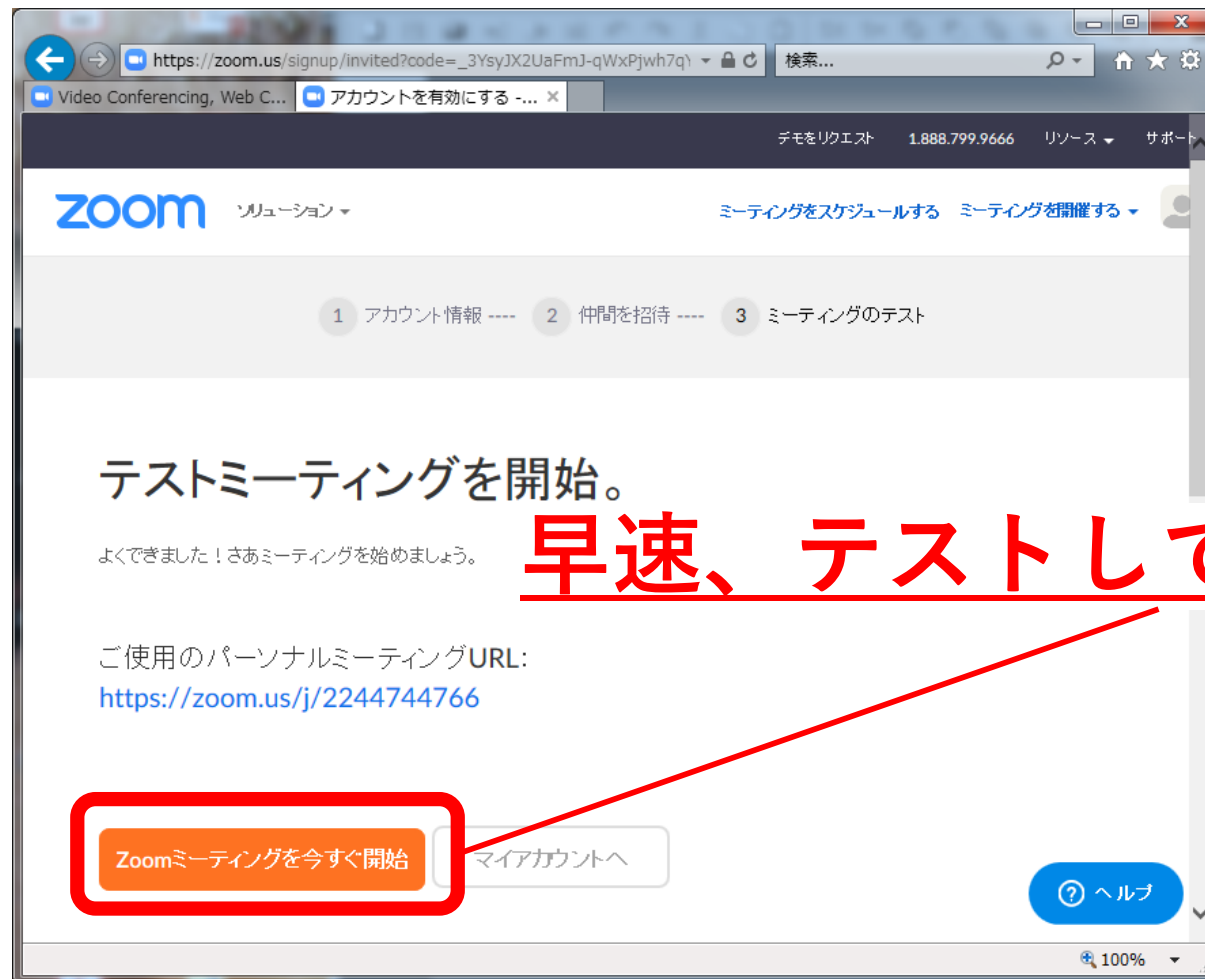 https://zoom.us/signup/invited?code=_3YsyJX2UaFmJ-qWxPjwh7q
検索...
Video Conferencing, Web C...
アカウントを有効にする -...
デモをリクエスト 1.888.799.9666 リソース サポート
zoom ソリューション ミーティングをスケジュールする ミーティングを開催する
1 アカウント情報 ---- 2 仲間を招待 ---- 3 ミーティングのテスト
テストミーティングを開始。
早速、テストして
よくできました！さあミーティングを始めましょう。
ご使用のパーソナルミーティングURL:
https://zoom.us/j/2244744766
Zoomミーティングを今すぐ開始
マイアカウントへ
ヘルプ
100%